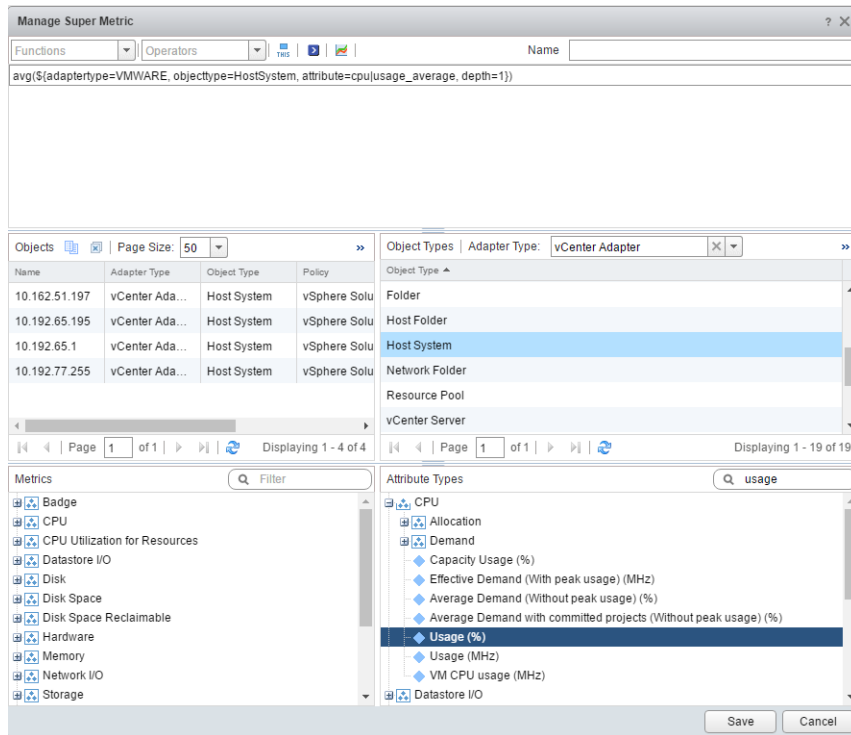 Manage Super Metric ?
Functions Operators THIS Name
avg(${adaptertype=VMWARE, objecttype=HostSystem, attribute=cpu|usage_average, depth=1})
Objects Page Size: 50 »
Name Adapter Type Object Type Policy
10.162.51.197 vCenter Ada... Host System vSphere Solu
10.192.65.195 vCenter Ada... Host System vSphere Solu
10.192.65.1 vCenter Ada... Host System vSphere Solu
10.192.77.255 vCenter Ada... Host System vSphere Solu
Page 1 of 1 Displaying 1 - 4 of 4
Object Types Adapter Type: vCenter Adapter »
Object Type
Folder
Host Folder
Host System
Network Folder
Resource Pool
vCenter Server
Page 1 of 1 Displaying 1 - 19 of 19
Metrics Filter
Badge
CPU
CPU Utilization for Resources
Datastore I/O
Disk
Disk Space
Disk Space Reclaimable
Hardware
Memory
Network I/O
Storage
Attribute Types usage
CPU
Allocation
Demand
Capacity Usage (%)
Effective Demand (With peak usage) (MHz)
Average Demand (Without peak usage) (%)
Average Demand with committed projects (Without peak usage) (%)
Usage (%)
Usage (MHz)
VM CPU usage (MHz)
Datastore I/O
Save Cancel